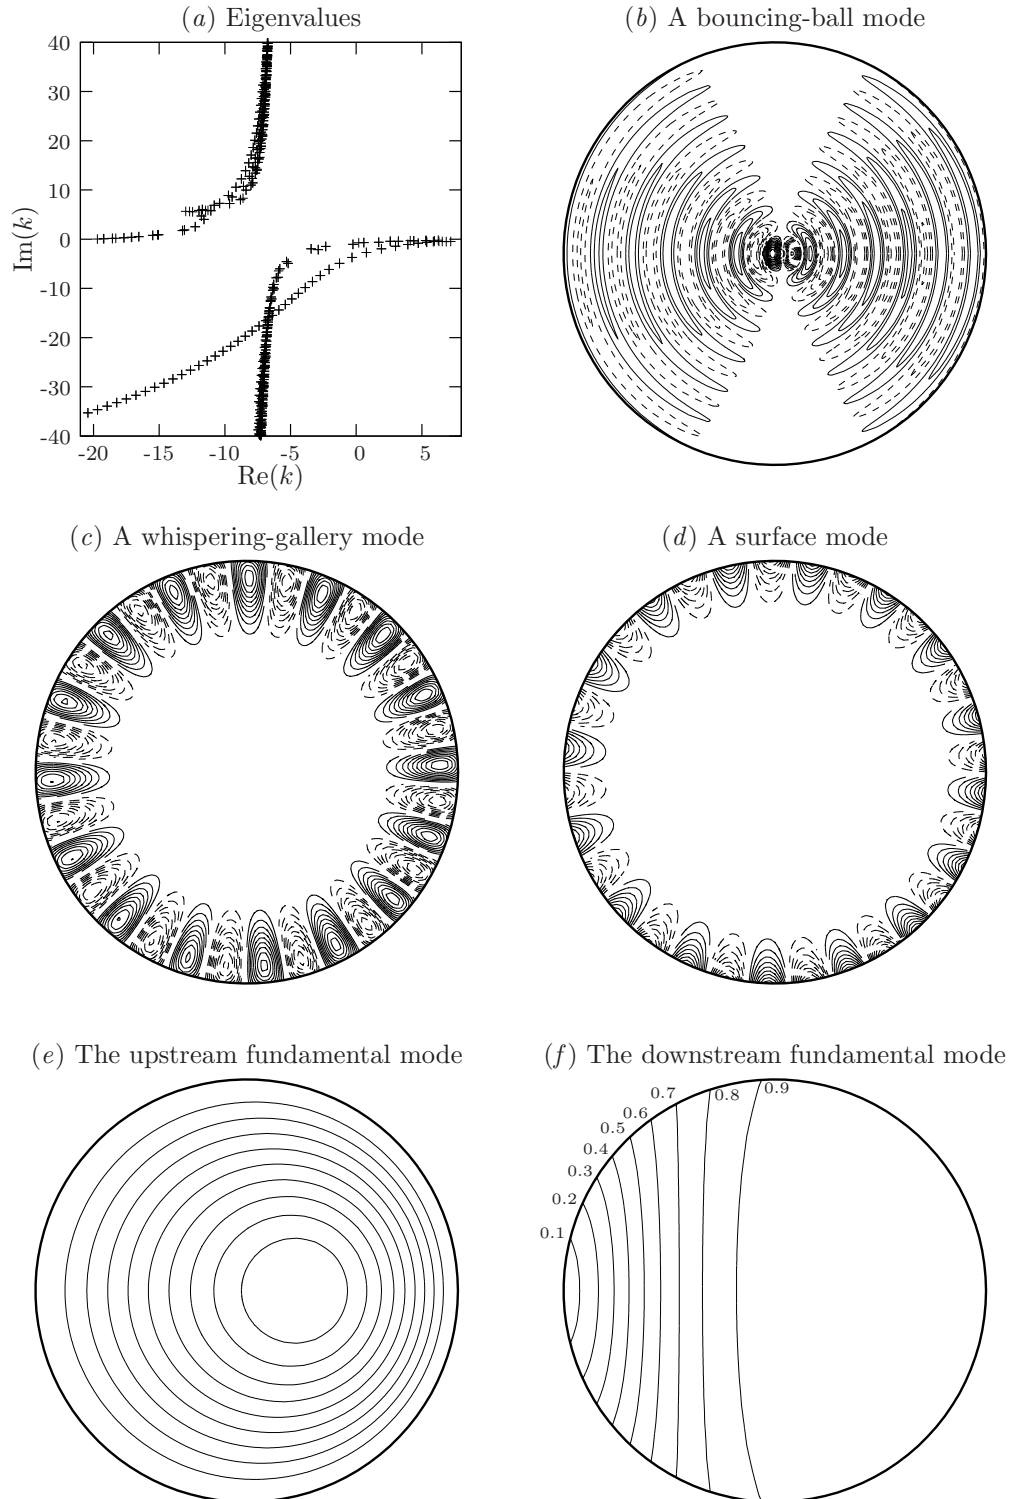 (a) Eigenvalues
(b) A bouncing-ball mode
40
30
20
10
0
-10
-20
-30
-40
Im(k)
-20 -15 -10 -5 0 5
Re(k)
(c) A whispering-gallery mode
(d) A surface mode
(e) The upstream fundamental mode
(f) The downstream fundamental mode
0.9
0.8
0.7
0.6
0.5
0.4
0.3
0.2
0.1